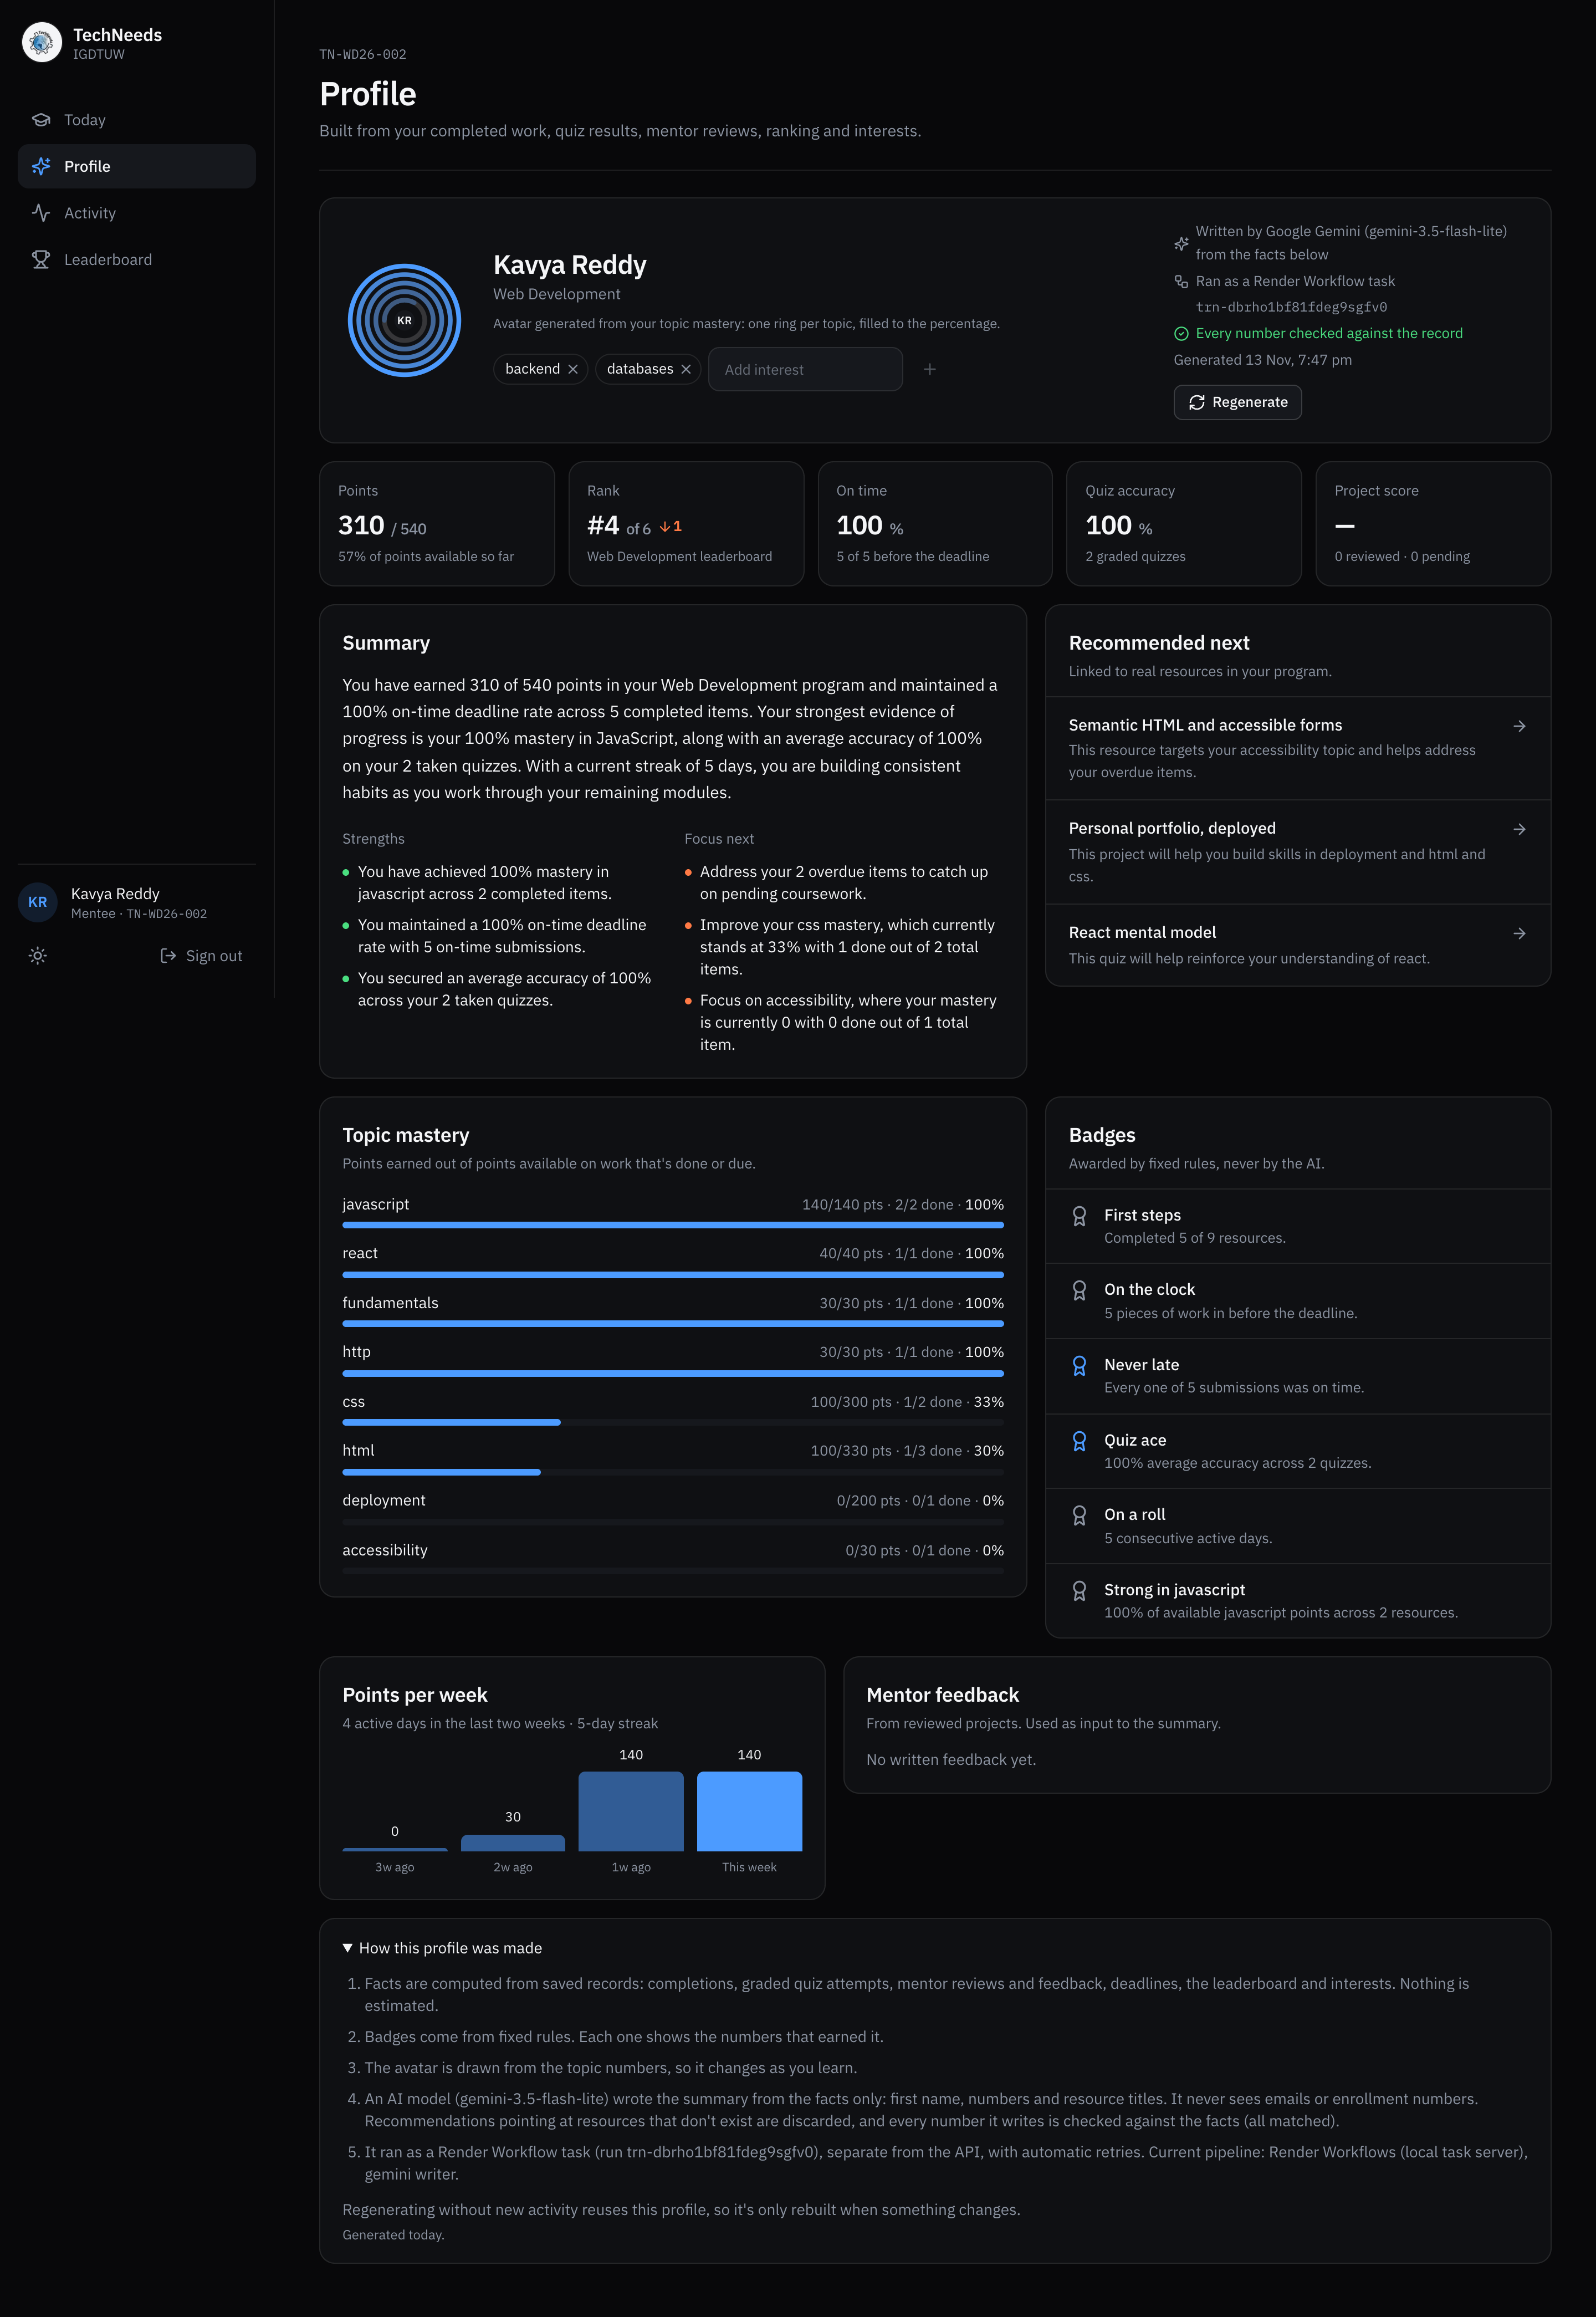 TechNeeds
IGDTUW
Today
Profile
Activity
Leaderboard
Kavya Reddy
Mentee · TN-WD26-002
KR
Sign out
TN-WD26-002
Profile
Built from your completed work, quiz results, mentor reviews, ranking and interests.
KR
Kavya Reddy
Web Development
Avatar generated from your topic mastery: one ring per topic, filled to the percentage.
backend
databases
Add interest
Written by Google Gemini (gemini-3.5-flash-lite)
from the facts below
Ran as a Render Workflow task
trn-dbrho1bf81fdeg9sgfv0
Every number checked against the record
Generated 13 Nov, 7:47 pm
Regenerate
Points
310 / 540
57% of points available so far
Rank
#4 of 6 ↓1
Web Development leaderboard
On time
100 %
5 of 5 before the deadline
Quiz accuracy
100 %
2 graded quizzes
Project score
—
0 reviewed · 0 pending
Summary
You have earned 310 of 540 points in your Web Development program and maintained a
100% on-time deadline rate across 5 completed items. Your strongest evidence of
progress is your 100% mastery in JavaScript, along with an average accuracy of 100%
on your 2 taken quizzes. With a current streak of 5 days, you are building consistent
habits as you work through your remaining modules.
Strengths
You have achieved 100% mastery in
javascript across 2 completed items.
You maintained a 100% on-time deadline
rate with 5 on-time submissions.
You secured an average accuracy of 100%
across your 2 taken quizzes.
Focus next
Address your 2 overdue items to catch up
on pending coursework.
Improve your css mastery, which currently
stands at 33% with 1 done out of 2 total
items.
Focus on accessibility, where your mastery
is currently 0 with 0 done out of 1 total
item.
Recommended next
Linked to real resources in your program.
Semantic HTML and accessible forms
This resource targets your accessibility topic and helps address
your overdue items.
Personal portfolio, deployed
This project will help you build skills in deployment and html and
css.
React mental model
This quiz will help reinforce your understanding of react.
Topic mastery
Points earned out of points available on work that's done or due.
javascript 140/140 pts · 2/2 done · 100%
react 40/40 pts · 1/1 done · 100%
fundamentals 30/30 pts · 1/1 done · 100%
http 30/30 pts · 1/1 done · 100%
css 100/300 pts · 1/2 done · 33%
html 100/330 pts · 1/3 done · 30%
deployment 0/200 pts · 0/1 done · 0%
accessibility 0/30 pts · 0/1 done · 0%
Badges
Awarded by fixed rules, never by the AI.
First steps
Completed 5 of 9 resources.
On the clock
5 pieces of work in before the deadline.
Never late
Every one of 5 submissions was on time.
Quiz ace
100% average accuracy across 2 quizzes.
On a roll
5 consecutive active days.
Strong in javascript
100% of available javascript points across 2 resources.
Points per week
4 active days in the last two weeks · 5-day streak
0
30
140
140
3w ago
2w ago
1w ago
This week
Mentor feedback
From reviewed projects. Used as input to the summary.
No written feedback yet.
▼ How this profile was made
1. Facts are computed from saved records: completions, graded quiz attempts, mentor reviews and feedback, deadlines, the leaderboard and interests. Nothing is
estimated.
2. Badges come from fixed rules. Each one shows the numbers that earned it.
3. The avatar is drawn from the topic numbers, so it changes as you learn.
4. An AI model (gemini-3.5-flash-lite) wrote the summary from the facts only: first name, numbers and resource titles. It never sees emails or enrollment numbers.
Recommendations pointing at resources that don't exist are discarded, and every number it writes is checked against the facts (all matched).
5. It ran as a Render Workflow task (run trn-dbrho1bf81fdeg9sgfv0), separate from the API, with automatic retries. Current pipeline: Render Workflows (local task server),
gemini writer.
Regenerating without new activity reuses this profile, so it's only rebuilt when something changes.
Generated today.